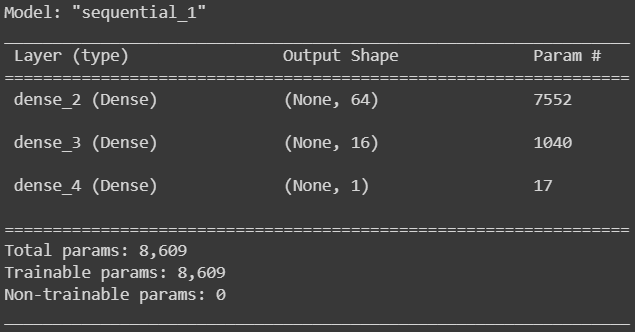 Model: "sequential_1"
_________________________________________________________________
Layer (type) Output Shape Param #
=================================================================
dense_2 (Dense) (None, 64) 7552
dense_3 (Dense) (None, 16) 1040
dense_4 (Dense) (None, 1) 17
=================================================================
Total params: 8,609
Trainable params: 8,609
Non-trainable params: 0
_________________________________________________________________